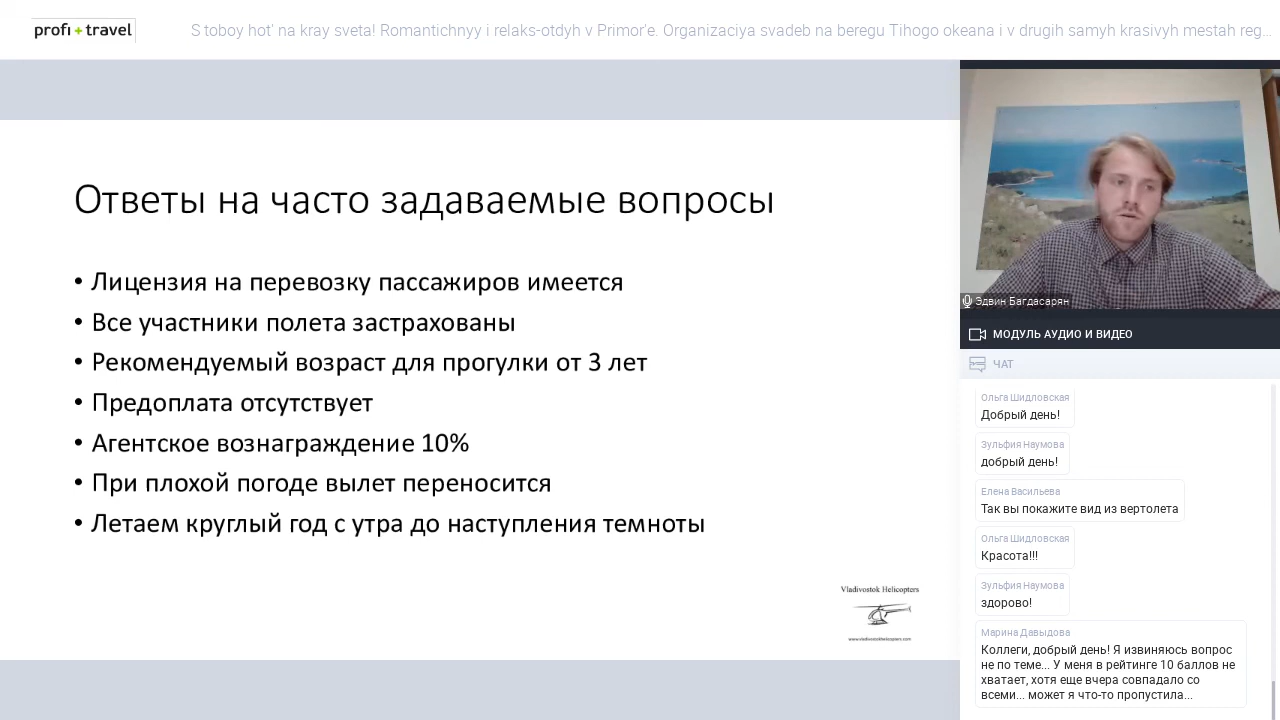 profi + travel
S toboy hot' na kray sveta! Romantichnyy i relaks-otdyh v Primor'e. Organizaciya svadeb na beregu Tihogo okeana i v drugih samyh krasivyh mestah reg...
Ответы на часто задаваемые вопросы
• Лицензия на перевозку пассажиров имеется
• Все участники полета застрахованы
• Рекомендуемый возраст для прогулки от 3 лет
• Предоплата отсутствует
• Агентское вознаграждение 10%
• При плохой погоде вылет переносится
• Летаем круглый год с утра до наступления темноты
Vladivostok Helicopters
www.vladivostokhelicopters.com
Эдвин Багдасарян
МОДУЛЬ АУДИО И ВИДЕО
ЧАТ
Ольга Шидловская
Добрый день!
Зульфия Наумова
добрый день!
Елена Васильева
Так вы покажите вид из вертолета
Ольга Шидловская
Красота!!!
Зульфия Наумова
здорово!
Марина Давыдова
Коллеги, добрый день! Я извиняюсь вопрос
не по теме... У меня в рейтинге 10 баллов не
хватает, хотя еще вчера совпадало со
всеми... может я что-то пропустила...